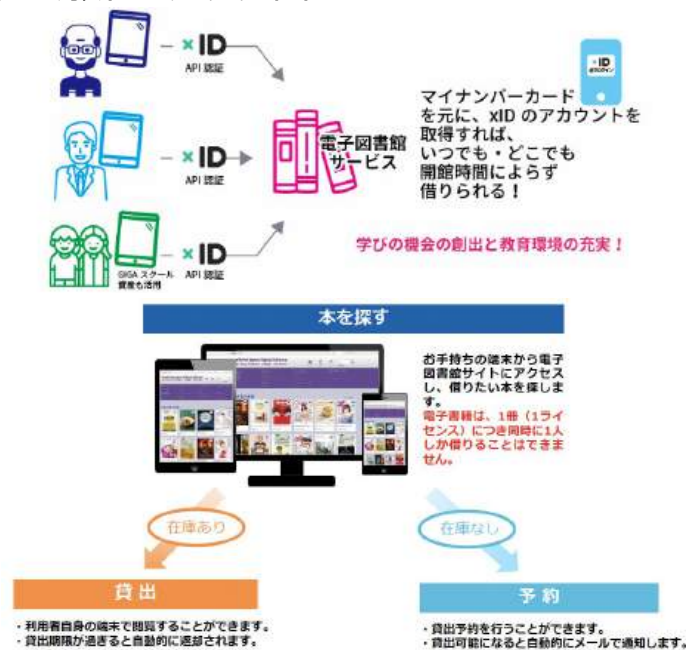 ×ID
API 認証
×ID
API 認証
GIGA スクール
資産も活用
×ID
API 認証
電子図書館
サービス
×ID
マイナンバーカード
を元に、xID のアカウントを
取得すれば、
いつでも・どこでも
開館時間によらず
借りられる！
学びの機会の創出と教育環境の充実！
本を探す
お手持ちの端末から電子
図書館サイトにアクセス
し、借りたい本を探しま
す。
電子書籍は、1冊（1ライ
センス）につき同時に1人
しか借りることはできま
せん。
在庫あり
在庫なし
貸出
・利用者自身の端末で閲覧することができます。
・貸出期限が過ぎると自動的に返却されます。
予約
・貸出予約を行うことができます。
・貸出可能になると自動的にメールで通知します。